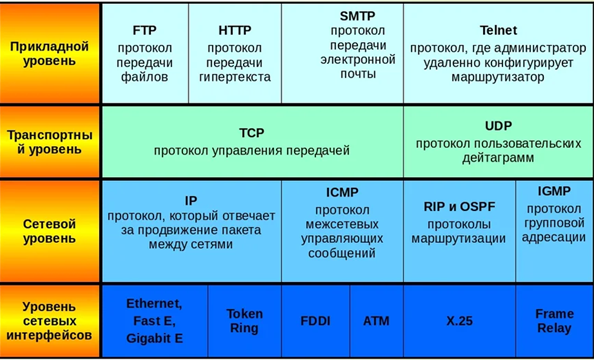 Прикладной
уровень
FTP
протокол
передачи
файлов
HTTP
протокол
передачи
гипертекста
SMTP
протокол
передачи
электронной
почты
Telnet
протокол, где администратор
удаленно конфигурирует
маршрутизатор
Транспортны
й уровень
TCP
протокол управления передачей
UDP
протокол пользовательских
дейтаграмм
Сетевой
уровень
IP
протокол, который отвечает
за продвижение пакета
между сетями
ICMP
протокол
межсетевых
управляющих
сообщений
RIP и OSPF
протоколы
маршрутизации
IGMP
протокол
групповой
адресации
Уровень
сетевых
интерфейсов
Ethernet,
Fast E,
Gigabit E
Token
Ring
FDDI
ATM
X.25
Frame
Relay